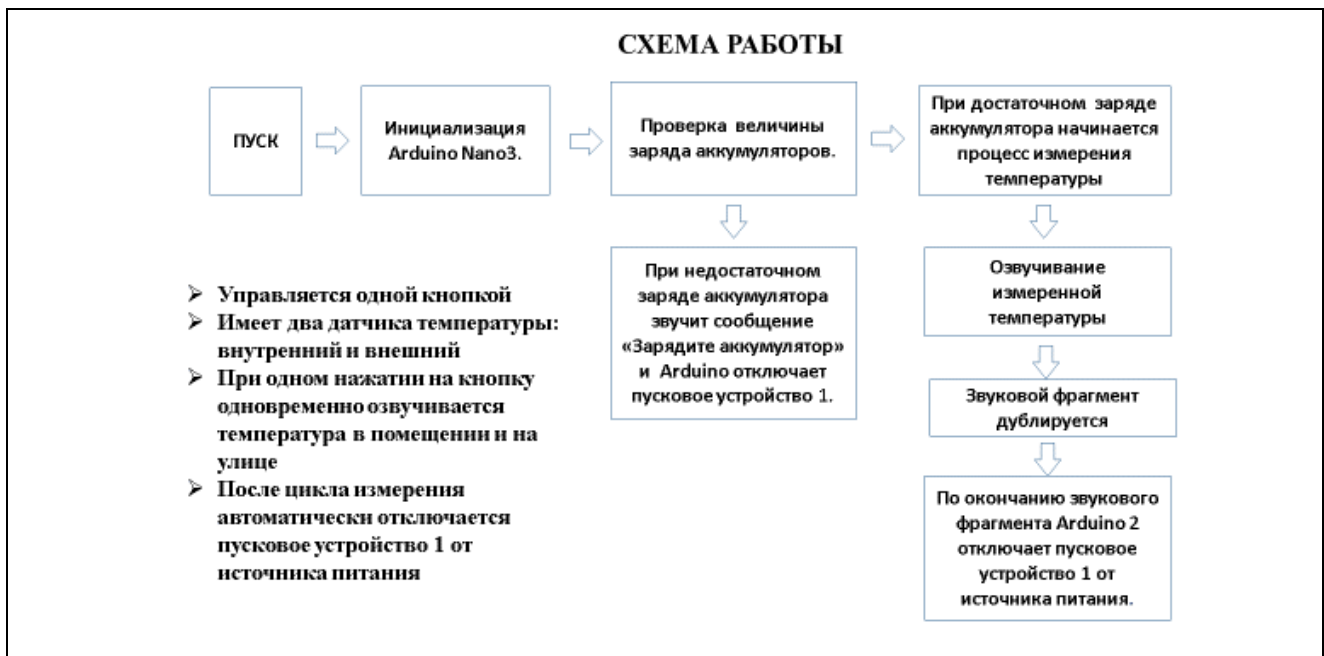 СХЕМА РАБОТЫ
ПУСК
Инициализация
Arduino Nano3.
Проверка величины
заряда аккумуляторов.
При достаточном заряде
аккумулятора начинается
процесс измерения
температуры
При недостаточном
заряде аккумулятора
звучит сообщение
«Зарядите аккумулятор»
и Arduino отключает
пусковое устройство 1.
Озвучивание
измеренной
температуры
Звуковой фрагмент
дублируется
По окончанию звукового
фрагмента Arduino 2
отключает пусковое
устройство 1 от
источника питания.
➢ Управляется одной кнопкой
➢ Имеет два датчика температуры:
внутренний и внешний
➢ При одном нажатии на кнопку
одновременно озвучивается
температура в помещении и на
улице
➢ После цикла измерения
автоматически отключается
пусковое устройство 1 от
источника питания